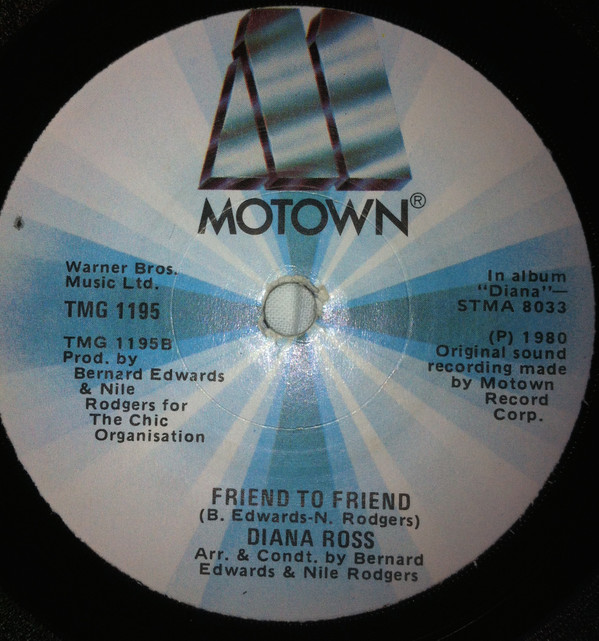 MOTOWN®
Warner Bros.
Music Ltd.
TMG 1195
TMG 1195B
Prod. by
Bernard Edwards
& Nile
Rodgers for
The Chic
Organisation
In album
"Diana"—
STMA 8033
(P) 1980
Original sound
recording made
by Motown
Record
Corp.
FRIEND TO FRIEND
(B. Edwards-N. Rodgers)
DIANA ROSS
Arr. & Condt. by Bernard
Edwards & Nile Rodgers